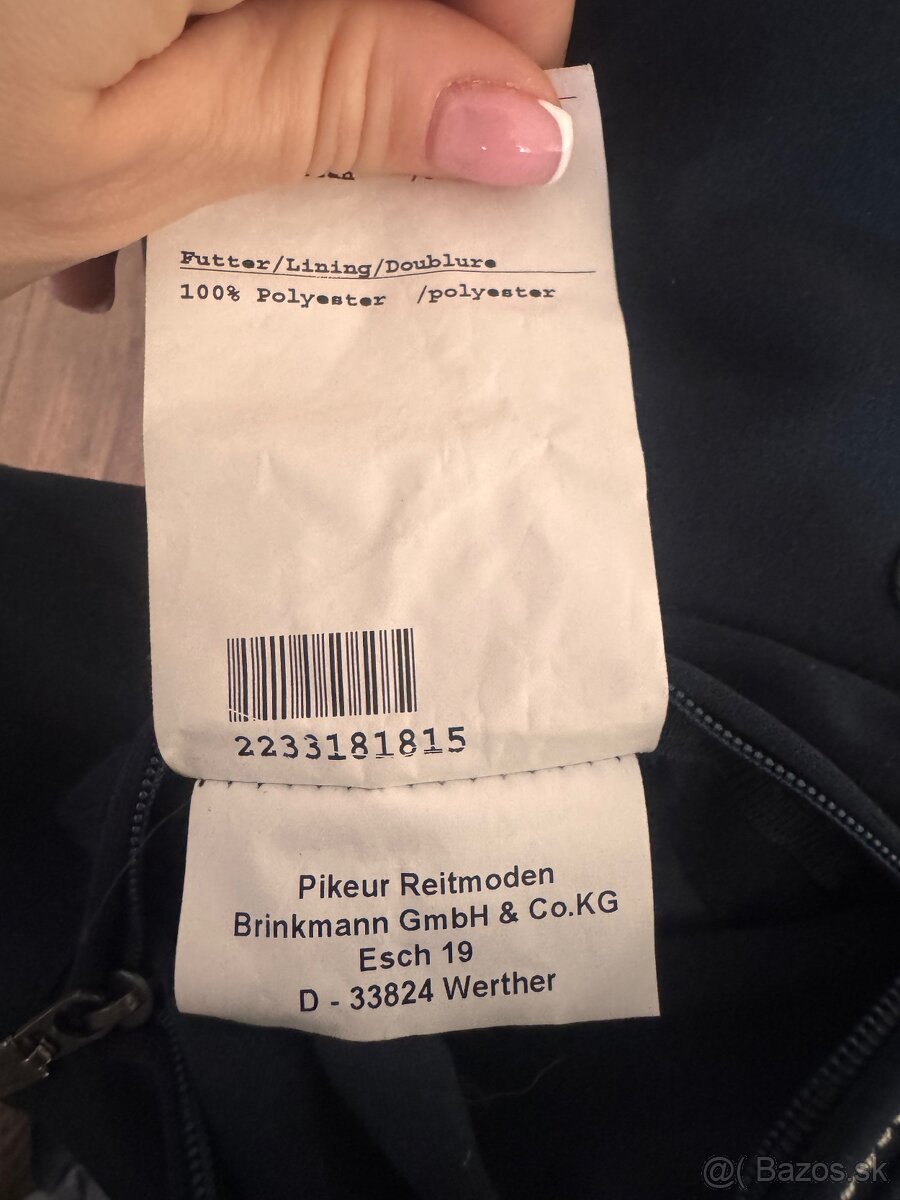 Futter/Lining/Doublure
100% Polyester /polyester
2233181815
Pikeur Reitmoden
Brinkmann GmbH & Co.KG
Esch 19
D - 33824 Werther
@( Bazos.sk